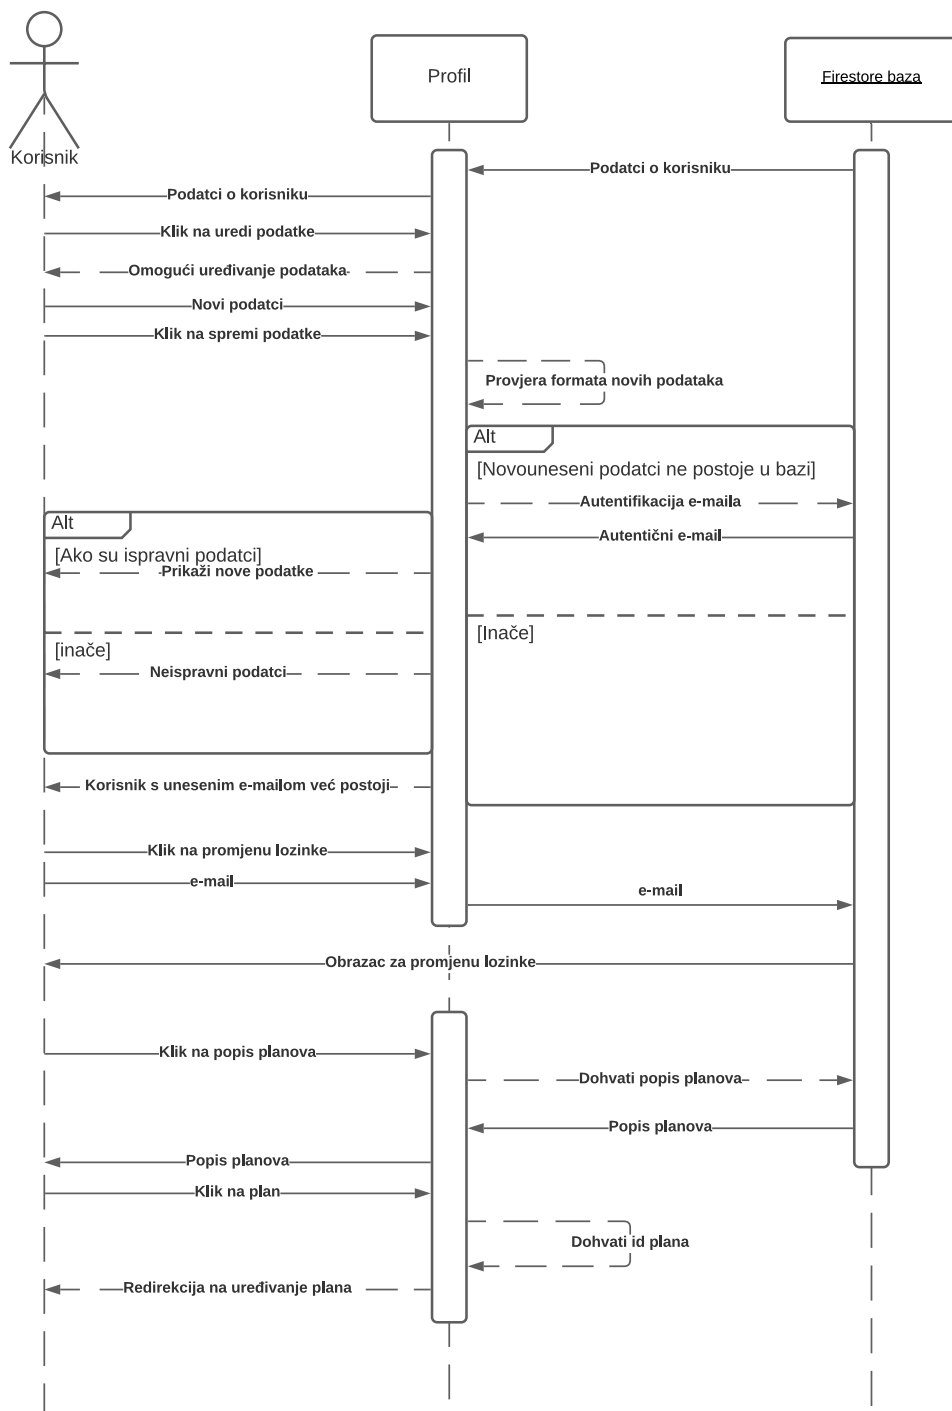 Profil
Firestore baza
Korisnik
Podatci o korisniku
Podatci o korisniku
Klik na uredi podatke
Omogući uređivanje podataka
Novi podatci
Klik na spremi podatke
Provjera formata novih podataka
Alt
[Novouneseni podatci ne postoje u bazi]
Autentifikacija e-maila
Alt
Autentični e-mail
[Ako su ispravni podatci]
Prikaži nove podatke
[Inače]
[inače]
Neispravni podatci
Korisnik s unesenim e-mailom već postoji
Klik na promjenu lozinke
e-mail
e-mail
Obrazac za promjenu lozinke
Klik na popis planova
Dohvati popis planova
Popis planova
Popis planova
Klik na plan
Dohvati id plana
Redirekcija na uređivanje plana